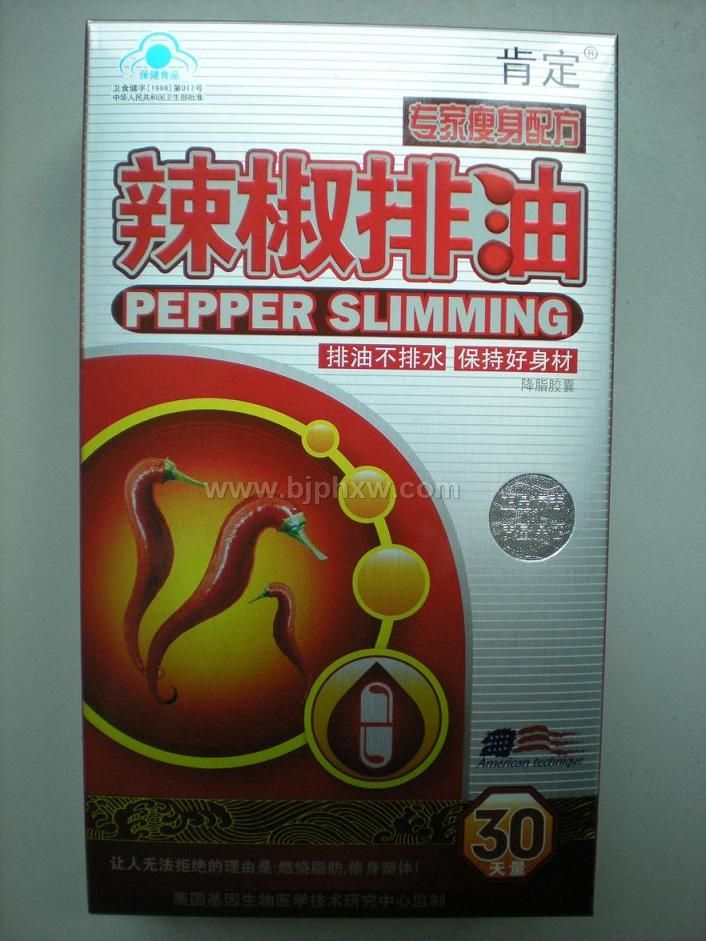 保健食品
卫食健字[1998]第017号
中华人民共和国卫生部批准
肯定®
专家瘦身配方
辣椒排油
PEPPER SLIMMING
排油不排水 保持好身材
降脂胶囊
www.bjphxw.com
American technique
30
天量
让人无法拒绝的理由是:燃烧脂肪,修身塑体!
美国基因生物医学技术研究中心监制